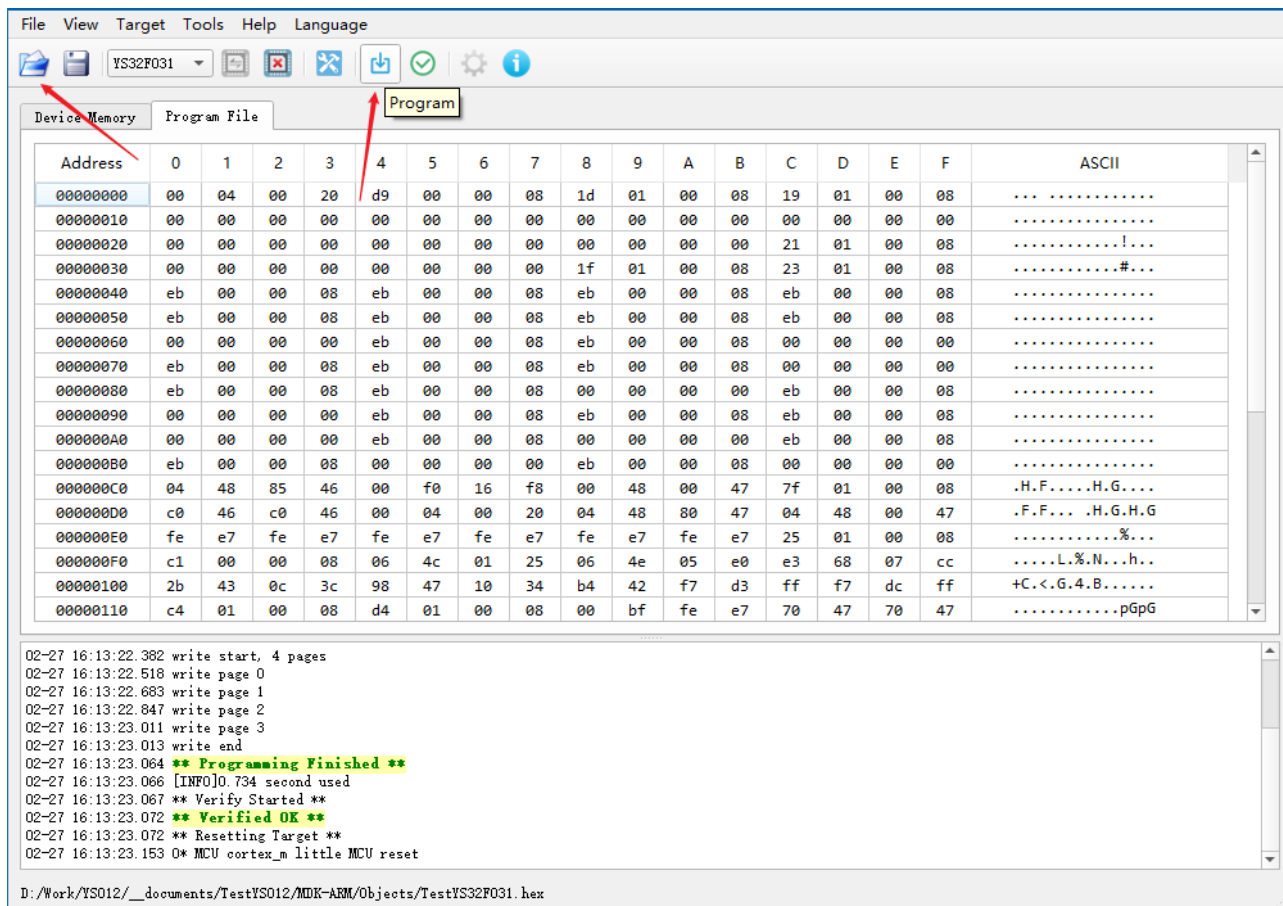 File View Target Tools Help Language
YS32F031
Program
Device Memory Program File
Address 0 1 2 3 4 5 6 7 8 9 A B C D E F ASCII
00000000 00 04 00 20 d9 00 00 08 1d 01 00 08 19 01 00 08 ... ............
00000010 00 00 00 00 00 00 00 00 00 00 00 00 00 00 00 00 ................
00000020 00 00 00 00 00 00 00 00 00 00 00 00 21 01 00 08 ............!...
00000030 00 00 00 00 00 00 00 00 1f 01 00 08 23 01 00 08 ............#...
00000040 eb 00 00 08 eb 00 00 08 eb 00 00 08 eb 00 00 08 ................
00000050 eb 00 00 08 eb 00 00 08 eb 00 00 08 eb 00 00 08 ................
00000060 00 00 00 00 eb 00 00 08 eb 00 00 08 00 00 00 00 ................
00000070 eb 00 00 08 eb 00 00 08 eb 00 00 08 00 00 00 00 ................
00000080 eb 00 00 08 eb 00 00 08 00 00 00 00 eb 00 00 08 ................
00000090 00 00 00 00 eb 00 00 08 eb 00 00 08 eb 00 00 08 ................
000000A0 00 00 00 00 eb 00 00 08 00 00 00 00 eb 00 00 08 ................
000000B0 eb 00 00 08 00 00 00 00 eb 00 00 08 00 00 00 00 ................
000000C0 04 48 85 46 00 f0 16 f8 00 48 00 47 7f 01 00 08 .H.F.....H.G....
000000D0 c0 46 c0 46 00 04 00 20 04 48 80 47 04 48 00 47 .F.F... .H.G.H.G
000000E0 fe e7 fe e7 fe e7 fe e7 fe e7 fe e7 25 01 00 08 ............%...
000000F0 c1 00 00 08 06 4c 01 25 06 4e 05 e0 e3 68 07 cc .....L.%.N...h..
00000100 2b 43 0c 3c 98 47 10 34 b4 42 f7 d3 ff f7 dc ff +C.<.G.4.B......
00000110 c4 01 00 08 d4 01 00 08 00 bf fe e7 70 47 70 47 ............pGpG
02-27 16:13:22.382 write start, 4 pages
02-27 16:13:22.518 write page 0
02-27 16:13:22.683 write page 1
02-27 16:13:22.847 write page 2
02-27 16:13:23.011 write page 3
02-27 16:13:23.013 write end
02-27 16:13:23.064 ** Programming Finished **
02-27 16:13:23.066 [INFO]0.734 second used
02-27 16:13:23.067 ** Verify Started **
02-27 16:13:23.072 ** Verified OK **
02-27 16:13:23.072 ** Resetting Target **
02-27 16:13:23.153 0* MCU cortex_m little MCU reset
D:/Work/YS012/__documents/TestYS012/MDK-ARM/Objects/TestYS32F031.hex